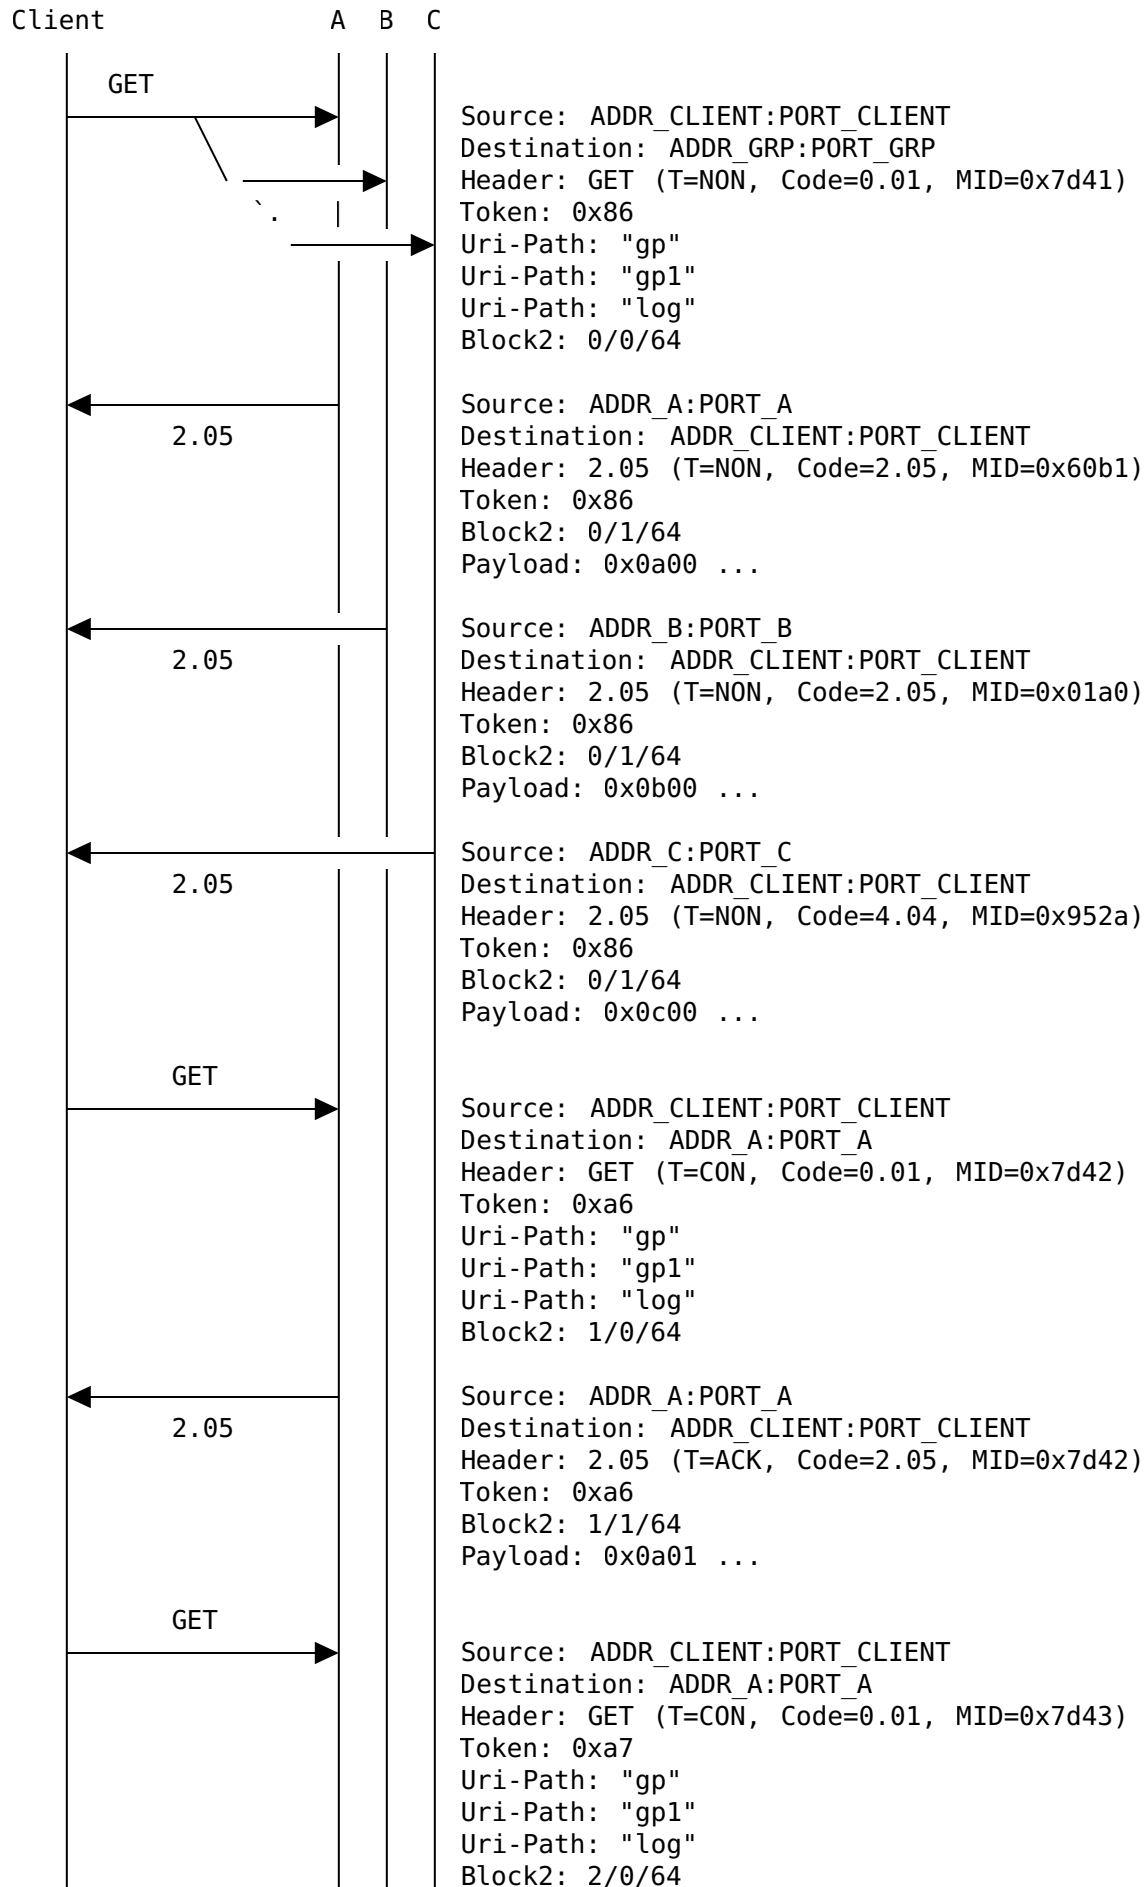 Client A B C
GET
Source: ADDR_CLIENT:PORT_CLIENT
Destination: ADDR_GRP:PORT_GRP
Header: GET (T=NON, Code=0.01, MID=0x7d41)
`. | Token: 0x86
Uri-Path: "gp"
Uri-Path: "gp1"
Uri-Path: "log"
Block2: 0/0/64
Source: ADDR_A:PORT_A
2.05 Destination: ADDR_CLIENT:PORT_CLIENT
Header: 2.05 (T=NON, Code=2.05, MID=0x60b1)
Token: 0x86
Block2: 0/1/64
Payload: 0x0a00 ...
Source: ADDR_B:PORT_B
2.05 Destination: ADDR_CLIENT:PORT_CLIENT
Header: 2.05 (T=NON, Code=2.05, MID=0x01a0)
Token: 0x86
Block2: 0/1/64
Payload: 0x0b00 ...
Source: ADDR_C:PORT_C
2.05 Destination: ADDR_CLIENT:PORT_CLIENT
Header: 2.05 (T=NON, Code=4.04, MID=0x952a)
Token: 0x86
Block2: 0/1/64
Payload: 0x0c00 ...
GET
Source: ADDR_CLIENT:PORT_CLIENT
Destination: ADDR_A:PORT_A
Header: GET (T=CON, Code=0.01, MID=0x7d42)
Token: 0xa6
Uri-Path: "gp"
Uri-Path: "gp1"
Uri-Path: "log"
Block2: 1/0/64
Source: ADDR_A:PORT_A
2.05 Destination: ADDR_CLIENT:PORT_CLIENT
Header: 2.05 (T=ACK, Code=2.05, MID=0x7d42)
Token: 0xa6
Block2: 1/1/64
Payload: 0x0a01 ...
GET
Source: ADDR_CLIENT:PORT_CLIENT
Destination: ADDR_A:PORT_A
Header: GET (T=CON, Code=0.01, MID=0x7d43)
Token: 0xa7
Uri-Path: "gp"
Uri-Path: "gp1"
Uri-Path: "log"
Block2: 2/0/64